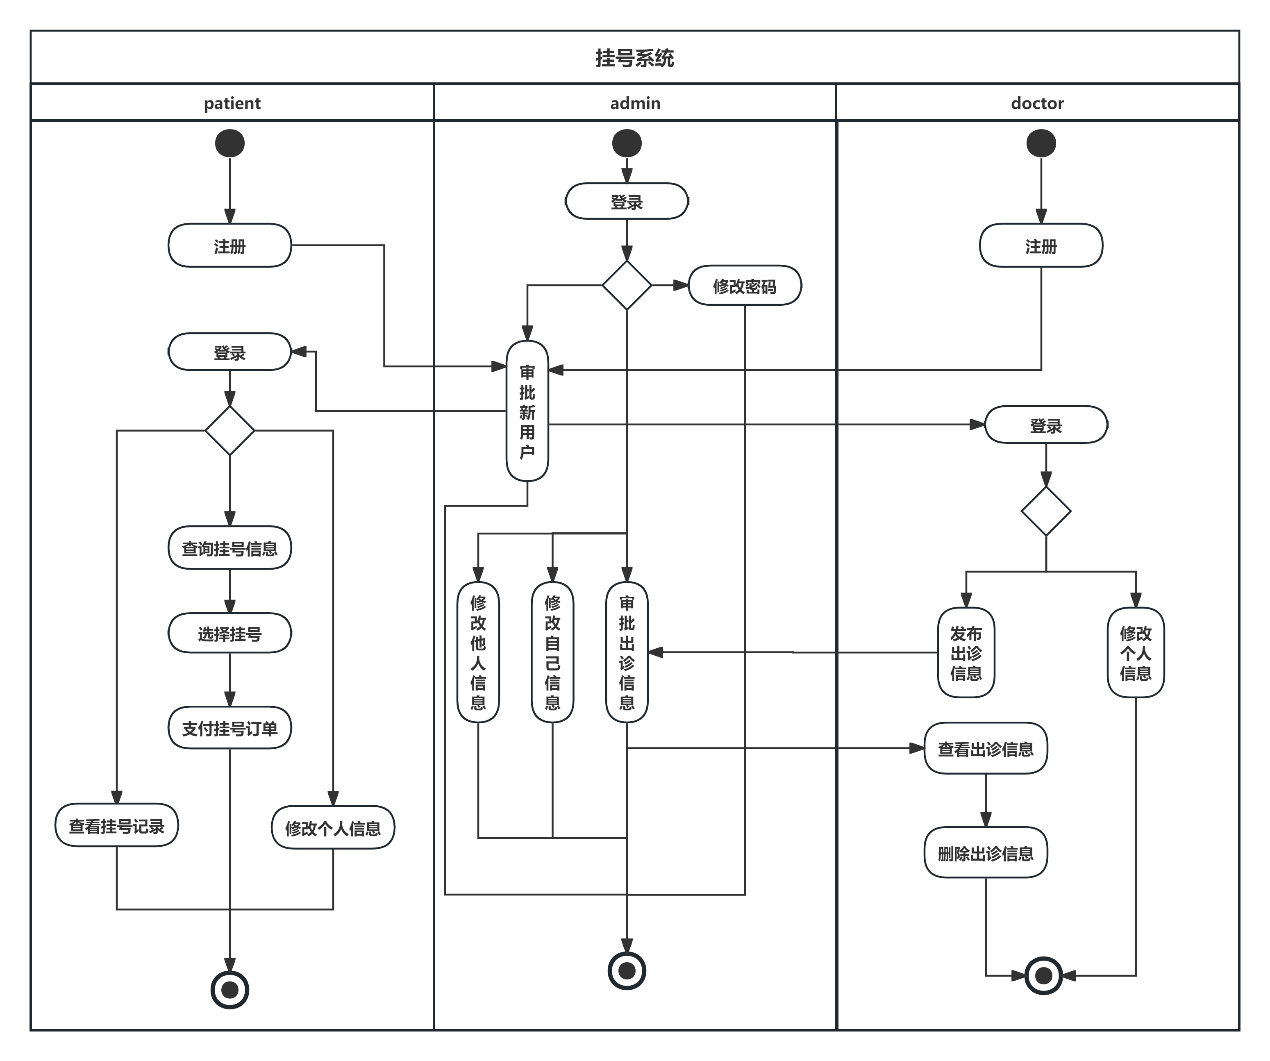 挂号系统
patient
admin
doctor
登录
注册
注册
修改密码
登录
审
批
新
用
户
登录
查询挂号信息
选择挂号
支付挂号订单
查看挂号记录
修改个人信息
修
改
他
人
信
息
修
改
自
己
信
息
审
批
出
诊
信
息
发布
出诊
信息
修改
个人
信息
查看出诊信息
删除出诊信息